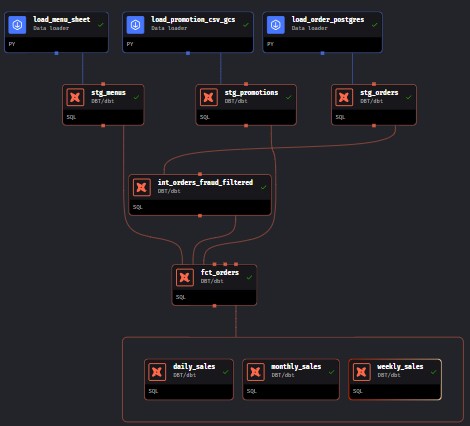 load_menu_sheet
Data loader
PY
load_promotion_csv_gcs
Data loader
PY
load_order_postgres
Data loader
PY
stg_menus
DBT/dbt
SQL
stg_promotions
DBT/dbt
SQL
stg_orders
DBT/dbt
SQL
int_orders_fraud_filtered
DBT/dbt
SQL
fct_orders
DBT/dbt
SQL
daily_sales
DBT/dbt
SQL
monthly_sales
DBT/dbt
SQL
weekly_sales
DBT/dbt
SQL